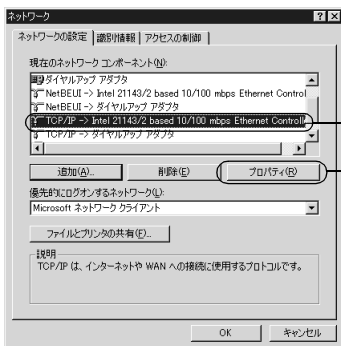 ネットワーク
ネットワークの設定 識別情報 アクセスの制御
現在のネットワーク コンポーネント(N):
ダイヤルアップ アダプタ
NetBEUI -> Intel 21143/2 based 10/100 mbps Ethernet Control
NetBEUI -> ダイヤルアップ アダプタ
TCP/IP -> Intel 21143/2 based 10/100 mbps Ethernet Controll
TCP/IP -> ダイヤルアップ アダプタ
追加(A)... 削除(E) プロパティ(R)
優先的にログオンするネットワーク(L):
Microsoft ネットワーク クライアント
ファイルとプリンタの共有(F)...
説明
TCP/IP は、インターネットや WAN への接続に使用するプロトコルです。
OK キャンセル